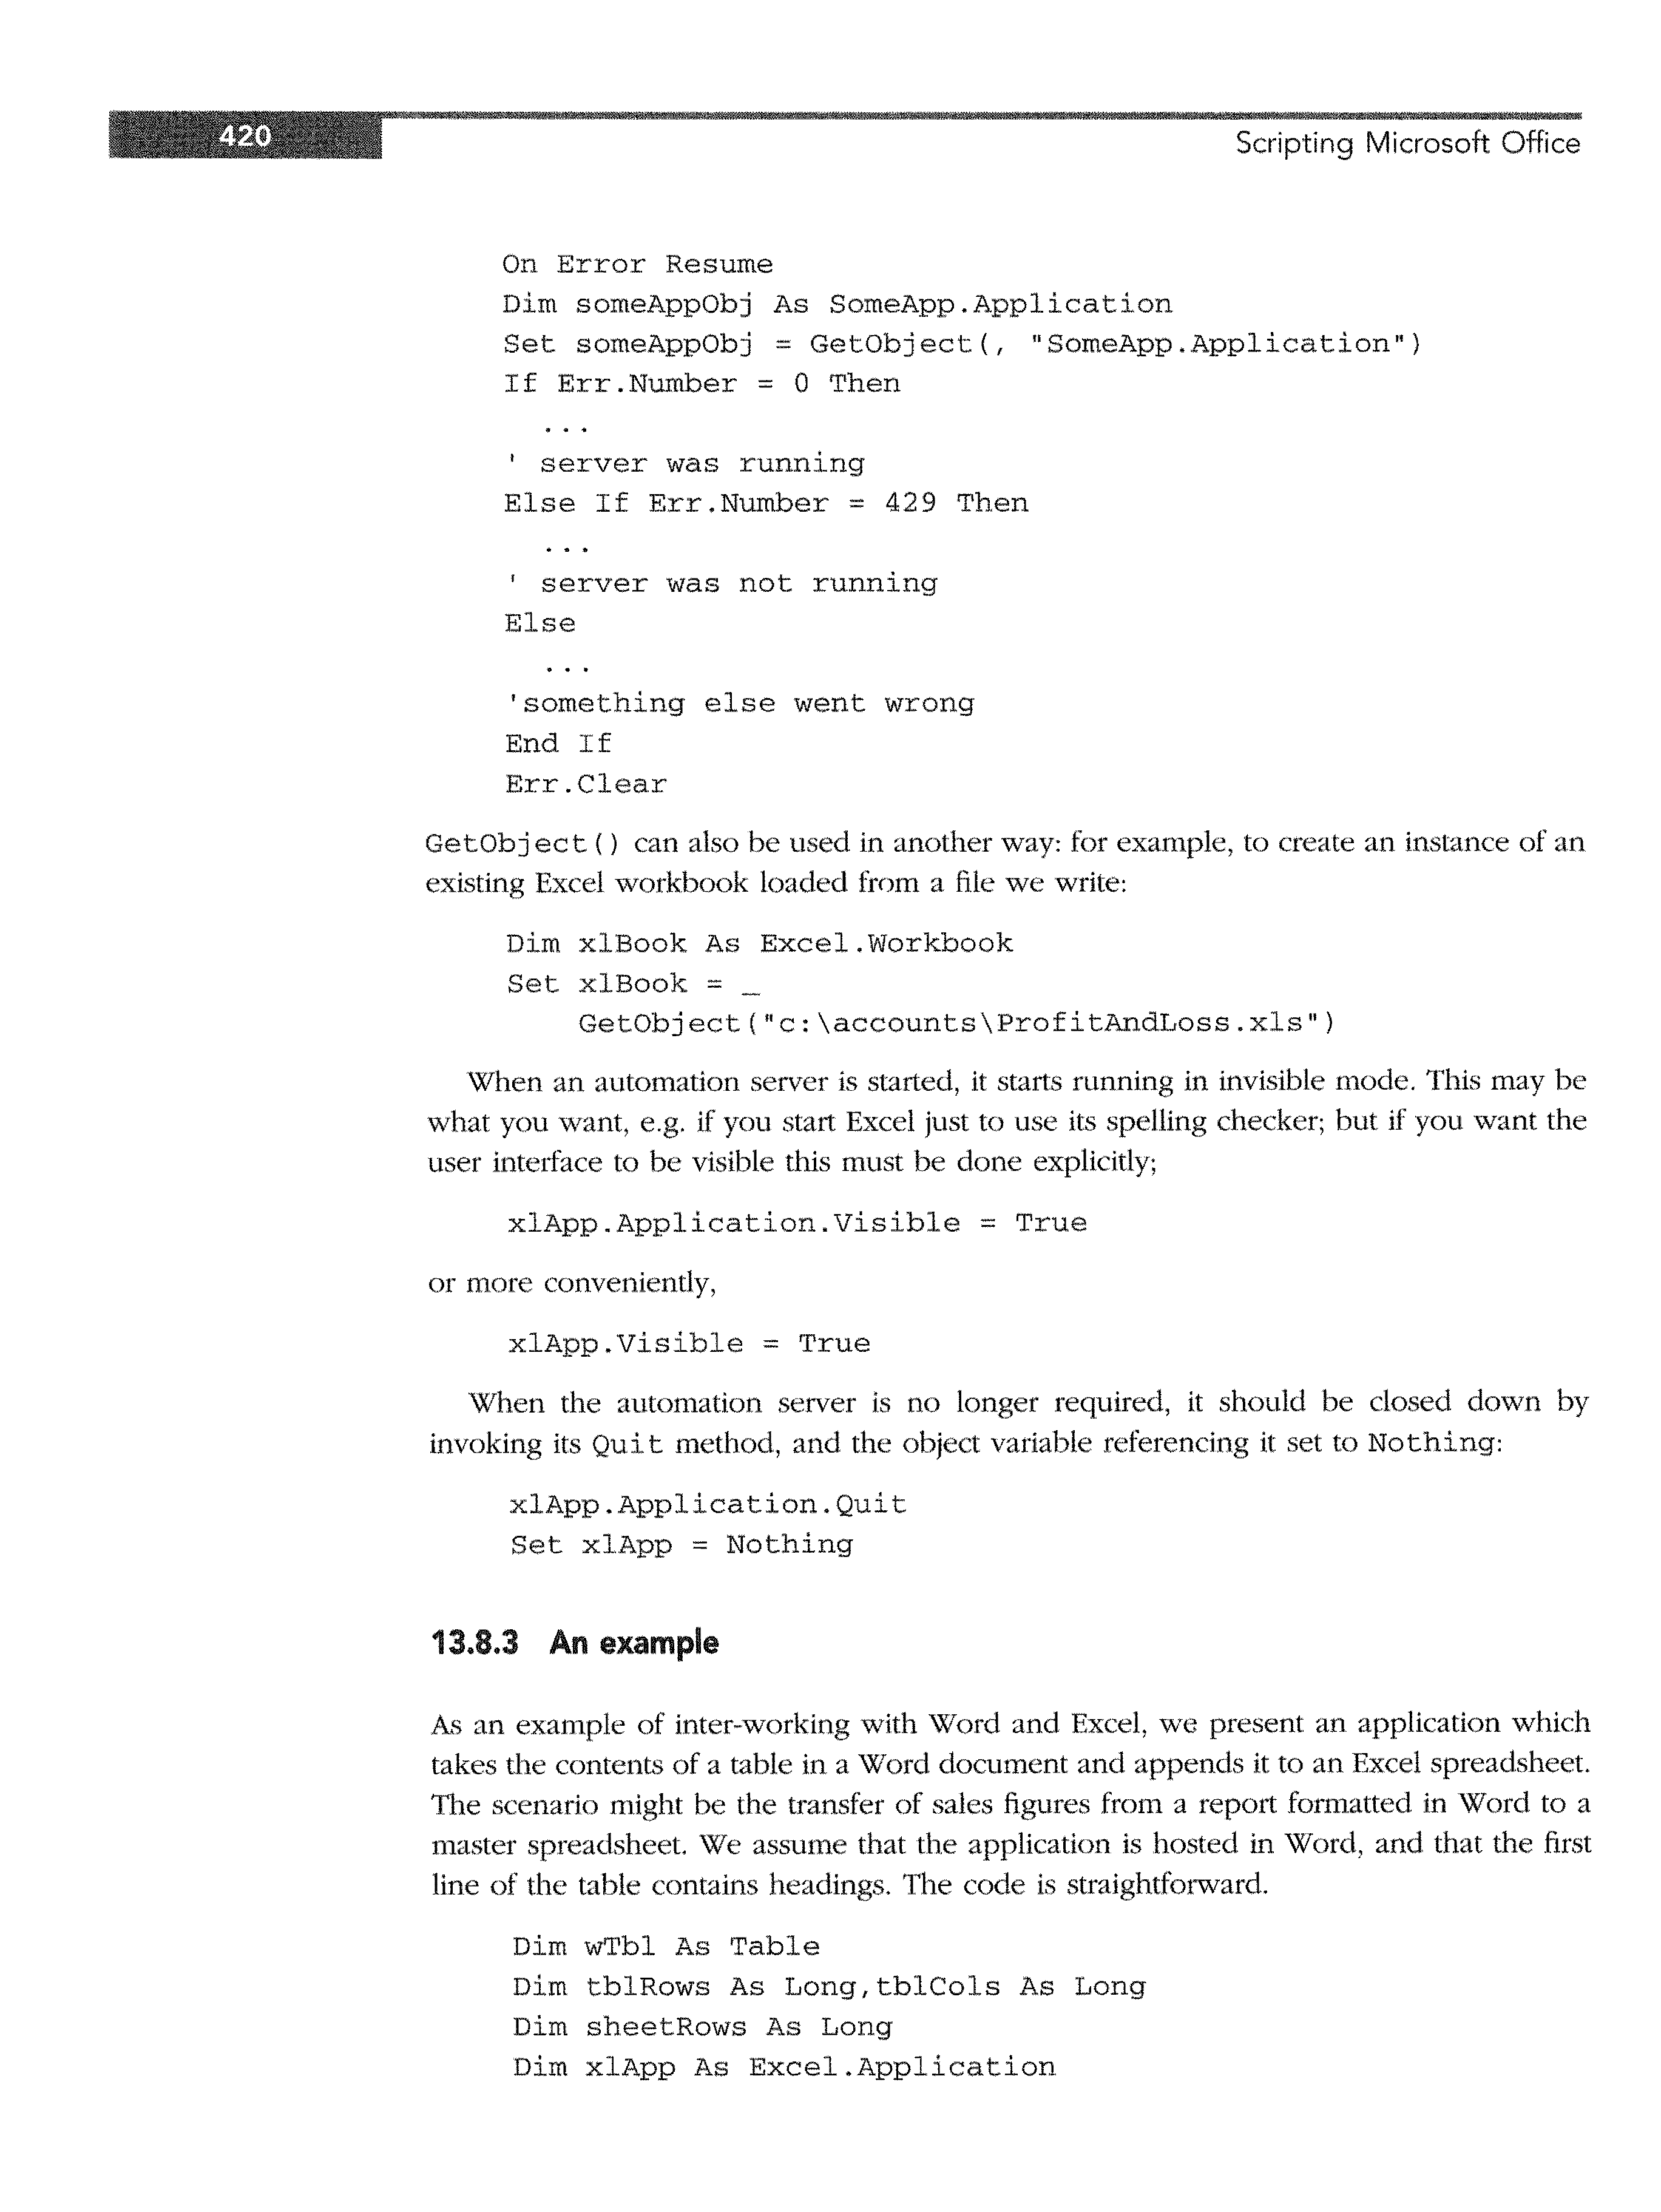 420
Scripting Microsoft Office
On Error Resume
Dim someAppObj As SomeApp.Application
Set someAppObj = GetObject(, "SomeApp.Application")
If Err.Number = 0 Then
...
' server was running
Else If Err.Number = 429 Then
...
' server was not running
Else
...
'something else went wrong
End If
Err.Clear
GetObject() can also be used in another way: for example, to create an instance of an
existing Excel workbook loaded from a file we write:
Dim xlBook As Excel.Workbook
Set xlBook = _
GetObject("c:\accounts\ProfitAndLoss.xls")
When an automation server is started, it starts running in invisible mode. This may be
what you want, e.g. if you start Excel just to use its spelling checker; but if you want the
user interface to be visible this must be done explicitly;
xlApp.Application.Visible = True
or more conveniently,
xlApp.Visible = True
When the automation server is no longer required, it should be closed down by
invoking its Quit method, and the object variable referencing it set to Nothing:
xlApp.Application.Quit
Set xlApp = Nothing
13.8.3 An example
As an example of inter-working with Word and Excel, we present an application which
takes the contents of a table in a Word document and appends it to an Excel spreadsheet.
The scenario might be the transfer of sales figures from a report formatted in Word to a
master spreadsheet. We assume that the application is hosted in Word, and that the first
line of the table contains headings. The code is straightforward.
Dim wTbl As Table
Dim tblRows As Long,tblCols As Long
Dim sheetRows As Long
Dim xlApp As Excel.Application